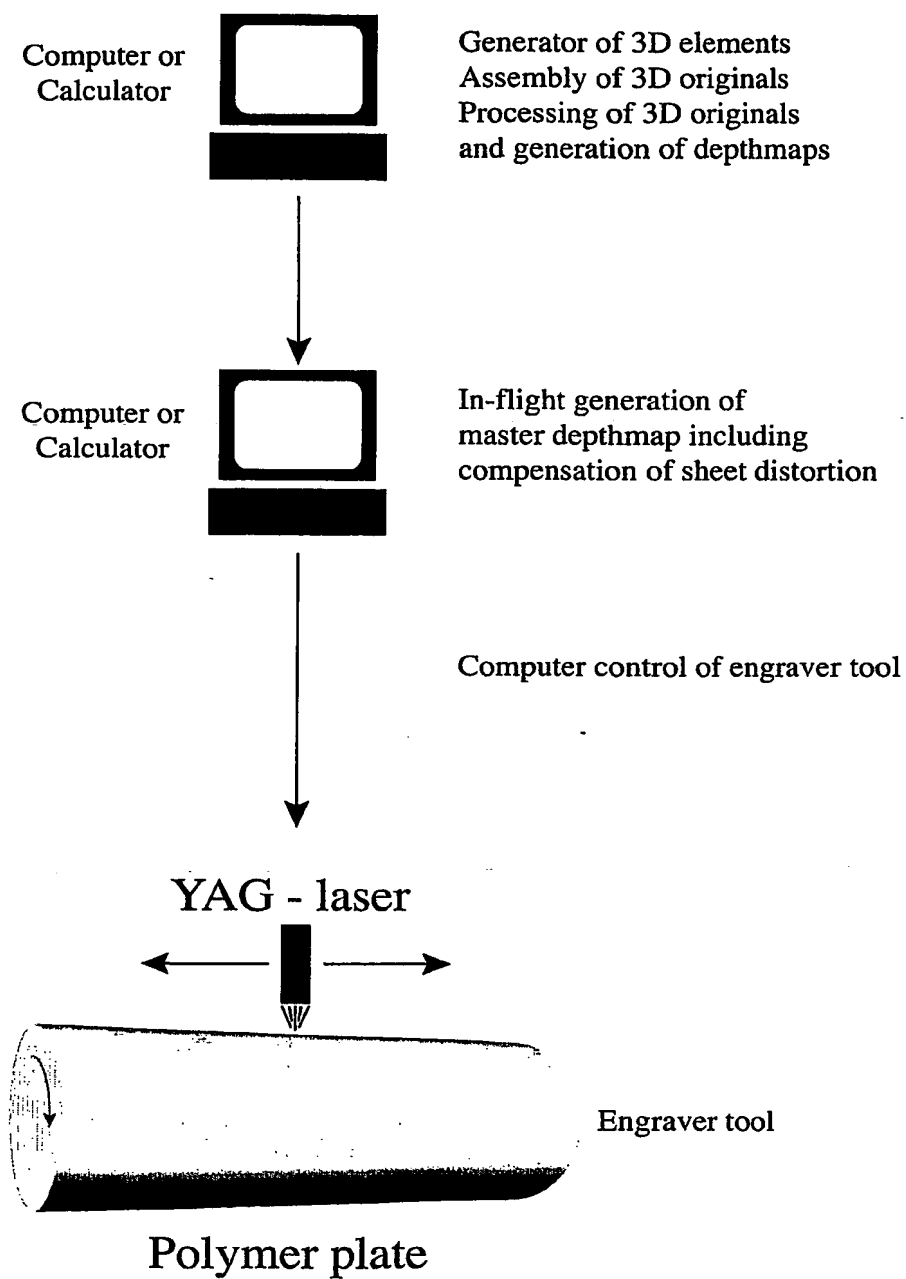 Computer or
Calculator
Generator of 3D elements
Assembly of 3D originals
Processing of 3D originals
and generation of depthmaps
Computer or
Calculator
In-flight generation of
master depthmap including
compensation of sheet distortion
Computer control of engraver tool
YAG - laser
Engraver tool
Polymer plate